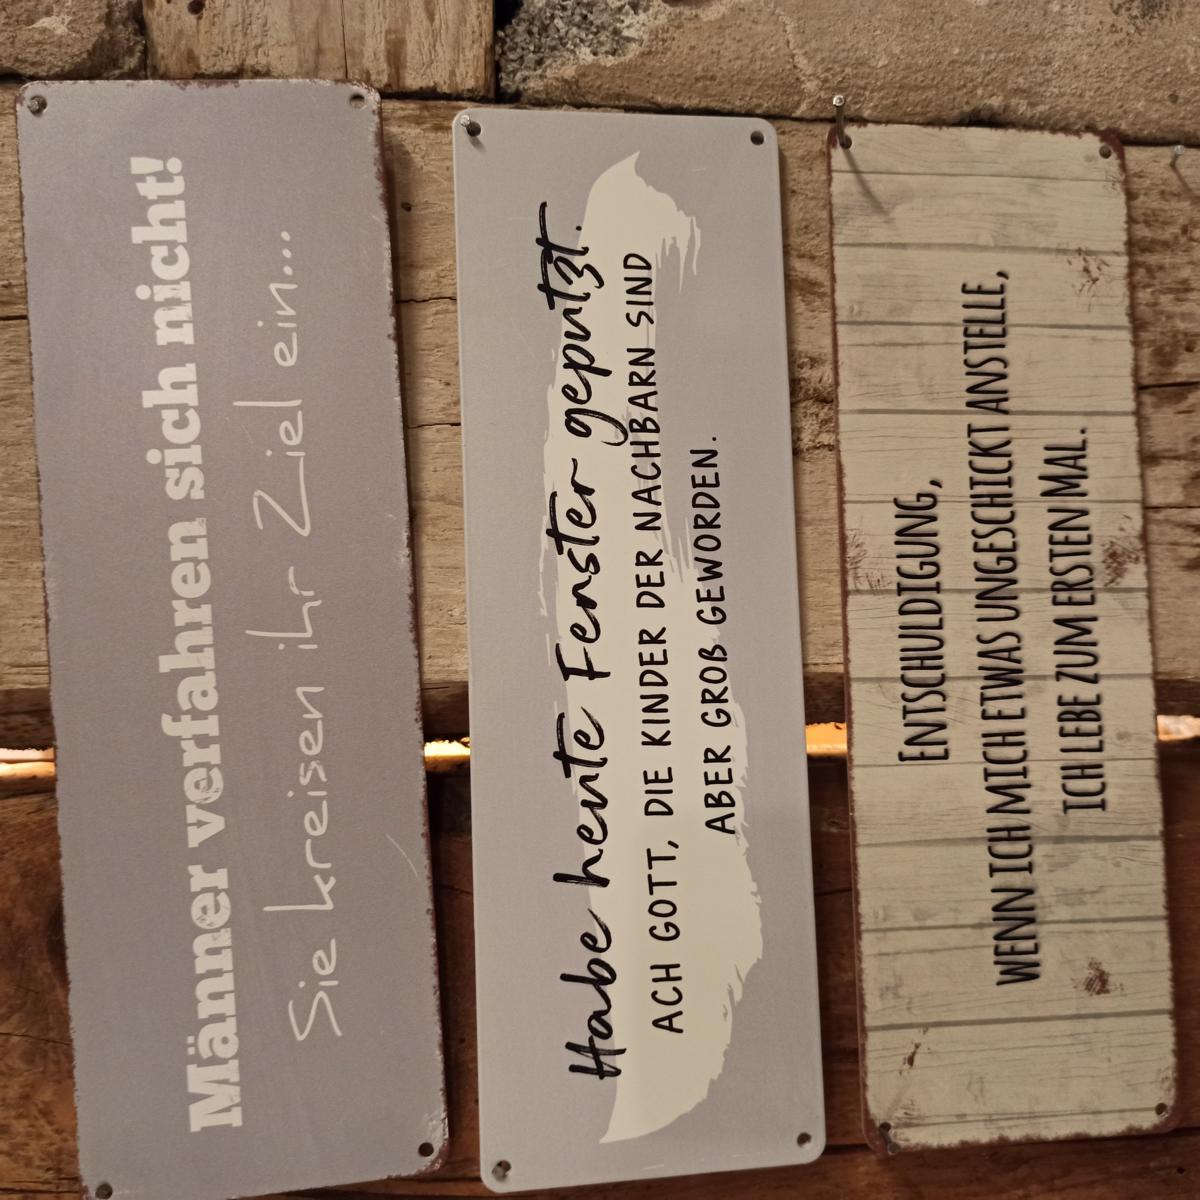 Männer verfahren sich nicht!
Sie kreisen ihr Ziel ein...
Habe heute Fenster geputzt.
ACH GOTT, DIE KINDER DER NACHBARN SIND
ABER GROß GEWORDEN.
ENTSCHULDIGUNG,
WENN ICH MICH ETWAS UNGESCHICKT ANSTELLE,
ICH LEBE ZUM ERSTEN MAL.